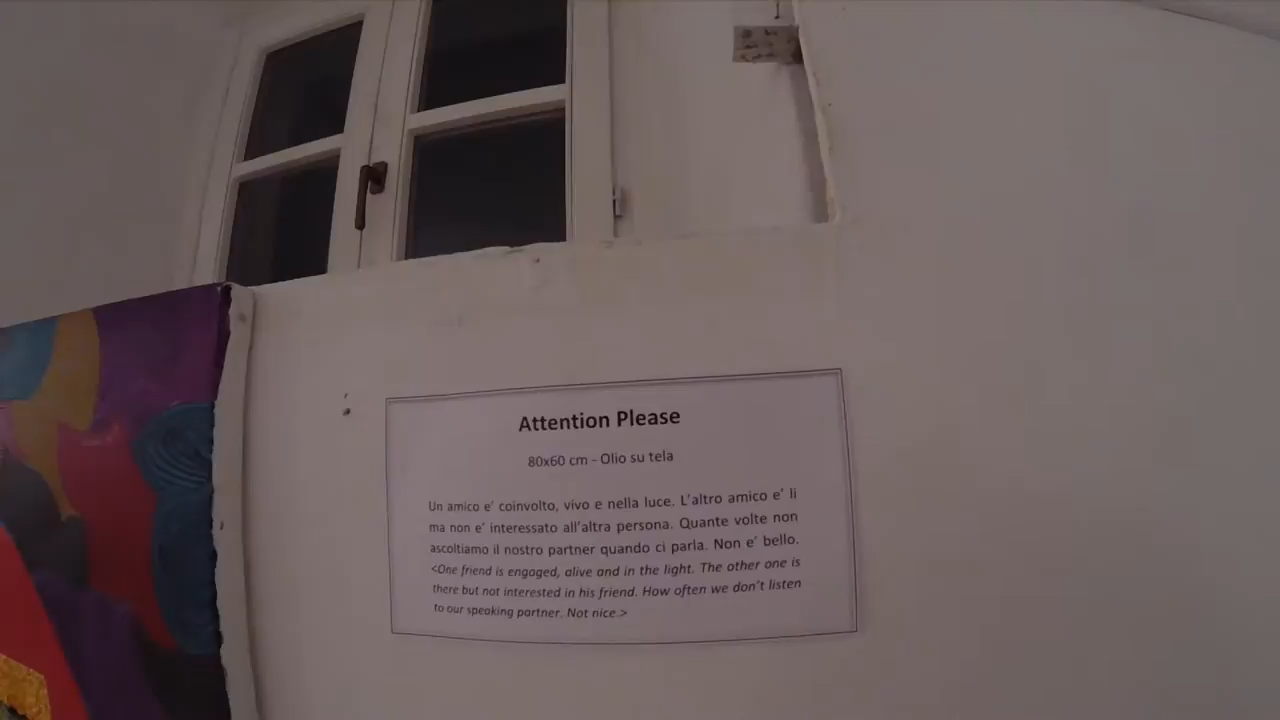 Attention Please
80x60 cm - Olio su tela
Un amico e' coinvolto, vivo e nella luce. L'altro amico e' li
ma non e' interessato all'altra persona. Quante volte non
ascoltiamo il nostro partner quando ci parla. Non e' bello.
<One friend is engaged, alive and in the light. The other one is
there but not interested in his friend. How often we don't listen
to our speaking partner. Not nice.>